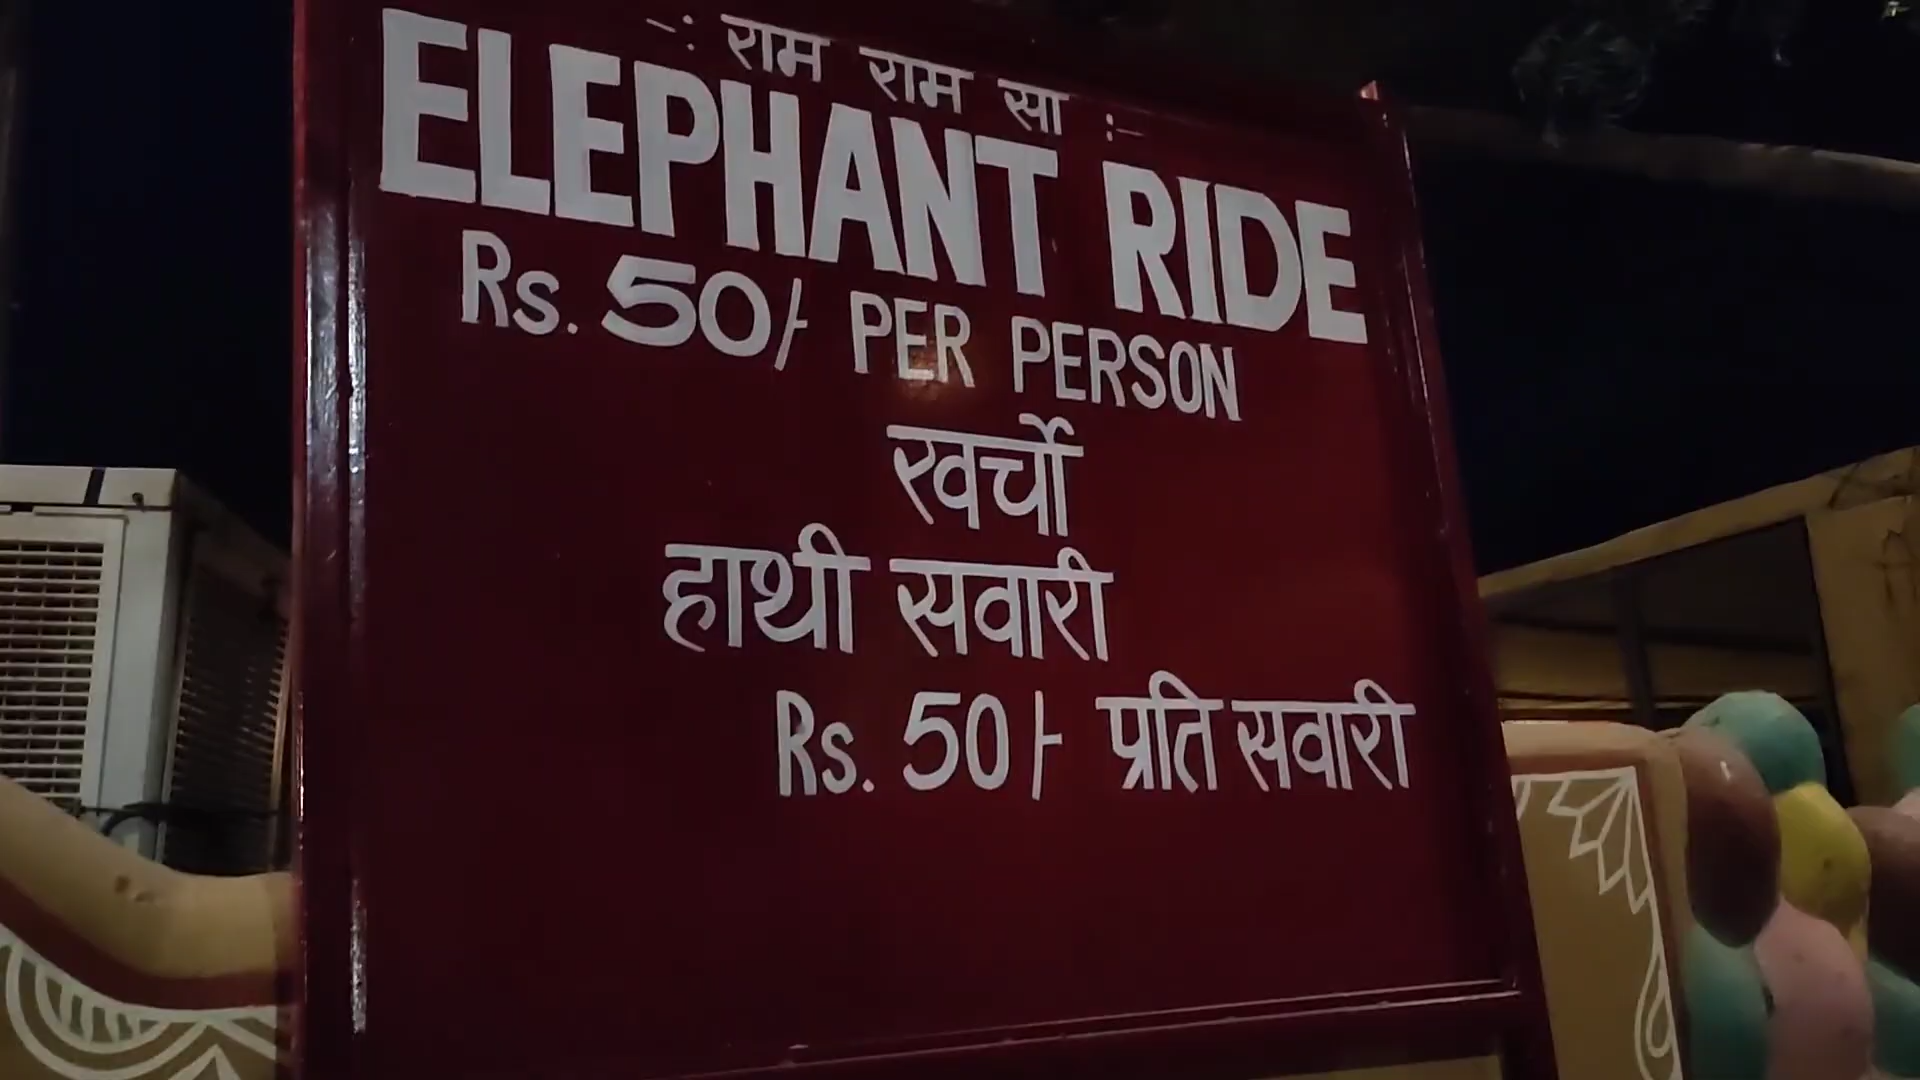 -: राम राम सा :-
ELEPHANT RIDE
Rs. 50/- PER PERSON
खर्चो
हाथी सवारी
Rs. 50/- प्रति सवारी